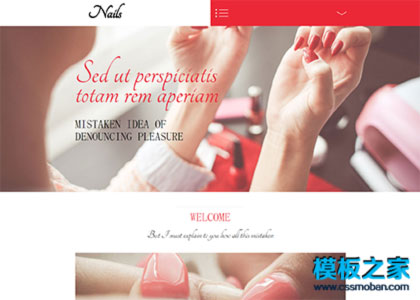 Nails
Sed ut perspiciatis
totam rem aperiam
MISTAKEN IDEA OF
DENOUNCING PLEASURE
WELCOME
But I must explain to you how all this mistaken
模板之家
www.cssmoban.com